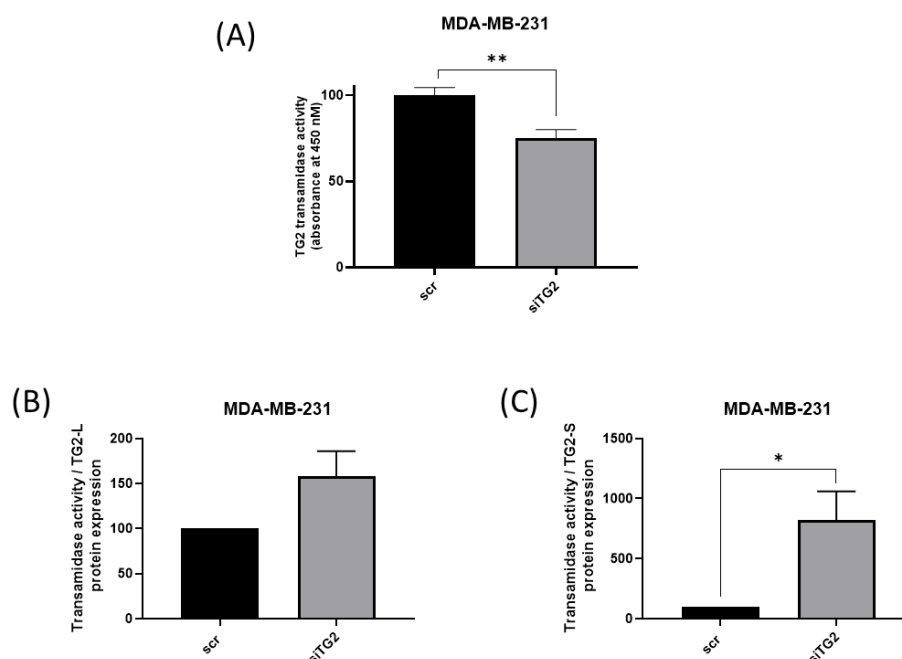 (A)
MDA-MB-231
**
TG2 transamidase activity
(absorbance at 450 nM)
100
50
0
scr
siTG2
(B)
MDA-MB-231
Transamidase activity / TG2-L
protein expression
200
150
100
50
0
scr
siTG2
(C)
MDA-MB-231
*
Transamidase activity / TG2-S
protein expression
1500
1000
500
0
scr
siTG2